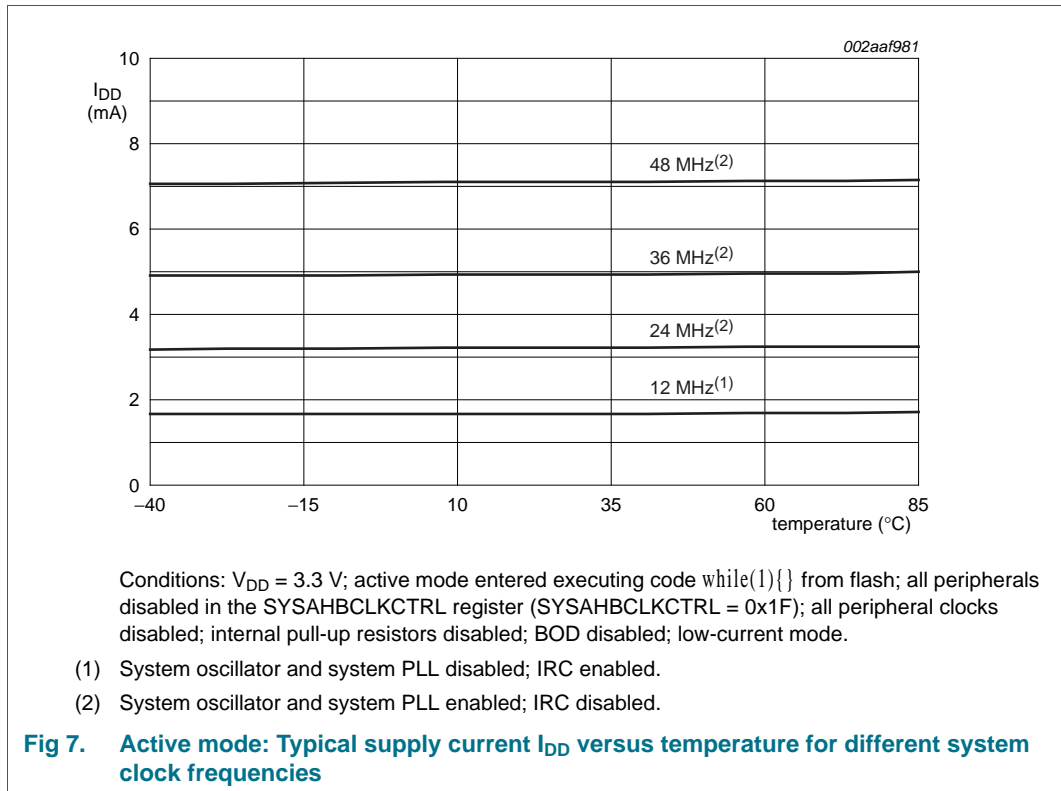 002aaf981
10
I_DD
(mA)
8
48 MHz(2)
6
36 MHz(2)
4
24 MHz(2)
2
12 MHz(1)
0
−40 −15 10 35 60 85
temperature (°C)
Conditions: V_DD = 3.3 V; active mode entered executing code while(1){} from flash; all peripherals
disabled in the SYSAHBCLKCTRL register (SYSAHBCLKCTRL = 0x1F); all peripheral clocks
disabled; internal pull-up resistors disabled; BOD disabled; low-current mode.
(1) System oscillator and system PLL disabled; IRC enabled.
(2) System oscillator and system PLL enabled; IRC disabled.
Fig 7. Active mode: Typical supply current I_DD versus temperature for different system
clock frequencies